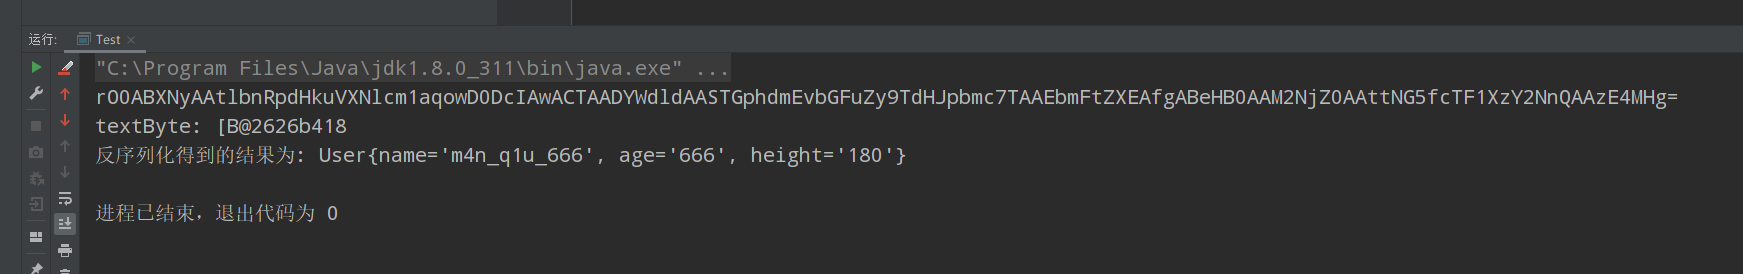 运行: Test
"C:\Program Files\Java\jdk1.8.0_311\bin\java.exe" ...
rO0ABXNyAAtlbnRpdHkuVXNlcm1aqowD0DcIAwACTAADYWdldAASTGphdmEvbGFuZy9TdHJpbmc7TAAEbmFtZXEAfgABeHB0AAM2NjZ0AAttNG5fcTF1XzY2NnQAAzE4MHg=
textByte: [B@2626b418
反序列化得到的结果为: User{name='m4n_q1u_666', age='666', height='180'}
进程已结束，退出代码为 0